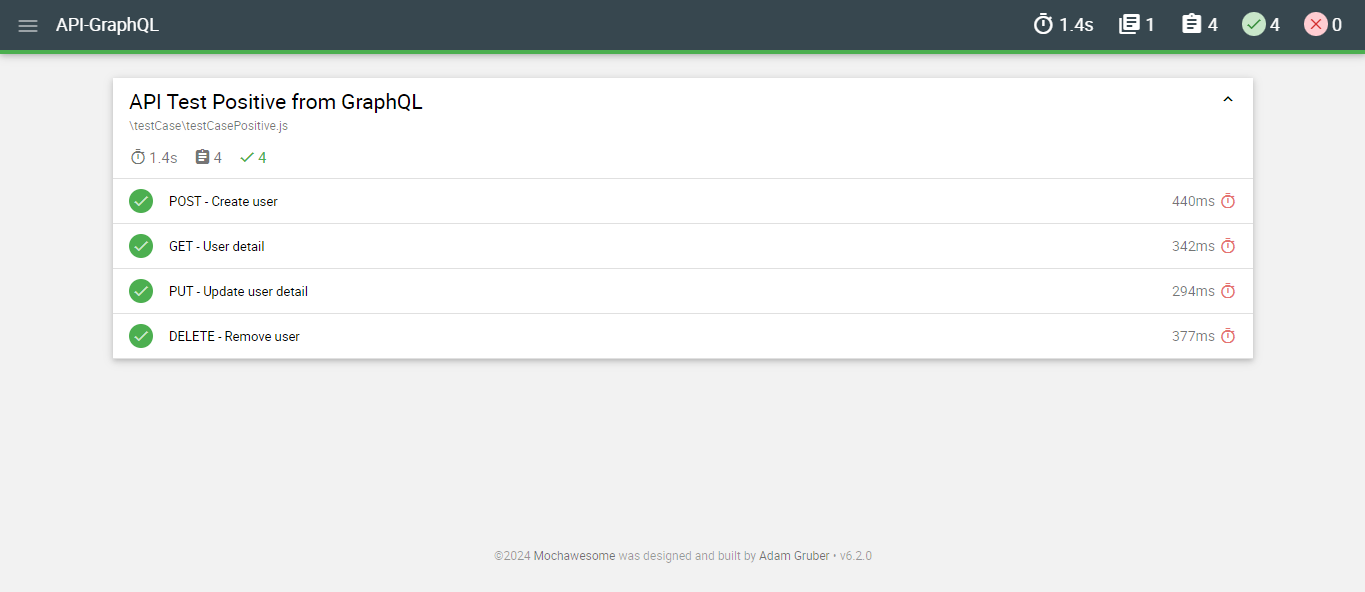 API-GraphQL 1.4s 1 4 4 0
API Test Positive from GraphQL
\testCase\testCasePositive.js
1.4s 4 4
POST - Create user 440ms
GET - User detail 342ms
PUT - Update user detail 294ms
DELETE - Remove user 377ms
©2024 Mochawesome was designed and built by Adam Gruber • v6.2.0